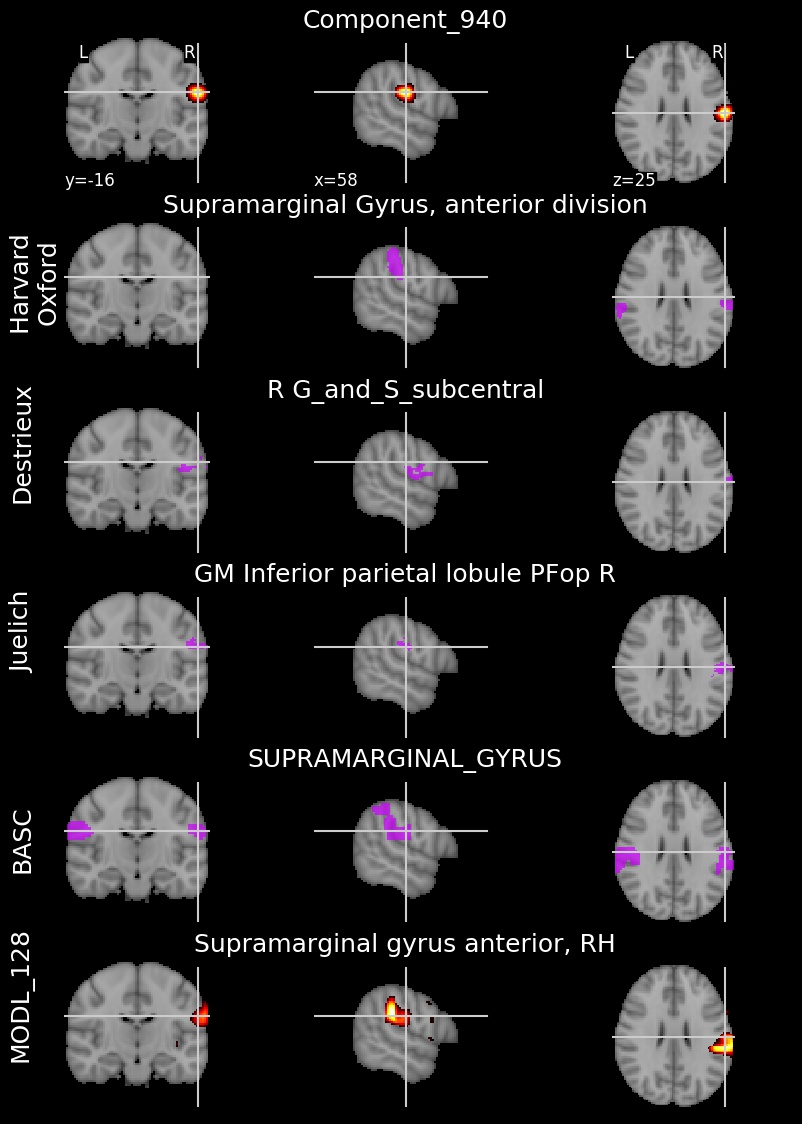 Component_940
L R L R
y=-16 x=58 z=25
Supramarginal Gyrus, anterior division
Harvard
Oxford
R G_and_S_subcentral
Destrieux
GM Inferior parietal lobule PFop R
Juelich
SUPRAMARGINAL_GYRUS
BASC
Supramarginal gyrus anterior, RH
MODL_128